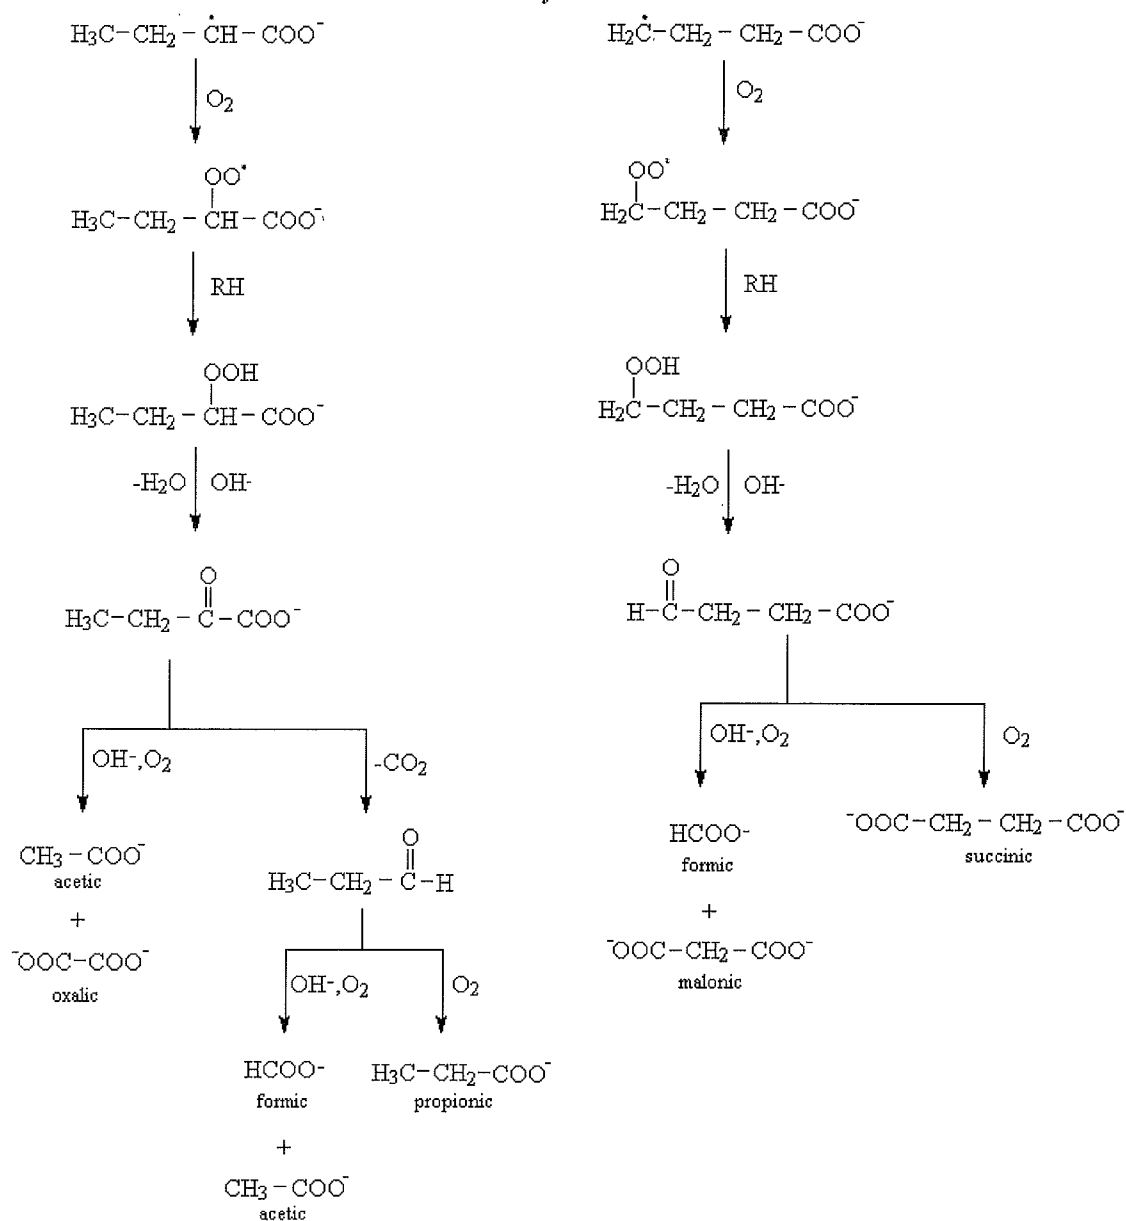 H3C-CH2-ĊH-COO⁻
H2Ċ-CH2-CH2-COO⁻
O2
O2
OO•
OO•
H3C-CH2-CH-COO⁻
H2C-CH2-CH2-COO⁻
RH
RH
OOH
OOH
H3C-CH2-CH-COO⁻
H2C-CH2-CH2-COO⁻
-H2O OH-
-H2O OH-
O
O
H3C-CH2-C-COO⁻
H-C-CH2-CH2-COO⁻
OH-,O2
-CO2
OH-,O2
O2
CH3-COO⁻
acetic
+
⁻OOC-COO⁻
oxalic
O
H3C-CH2-C-H
HCOO-
formic
+
⁻OOC-CH2-COO⁻
malonic
⁻OOC-CH2-CH2-COO⁻
succinic
OH-,O2
O2
HCOO-
formic
+
CH3-COO⁻
acetic
H3C-CH2-COO⁻
propionic